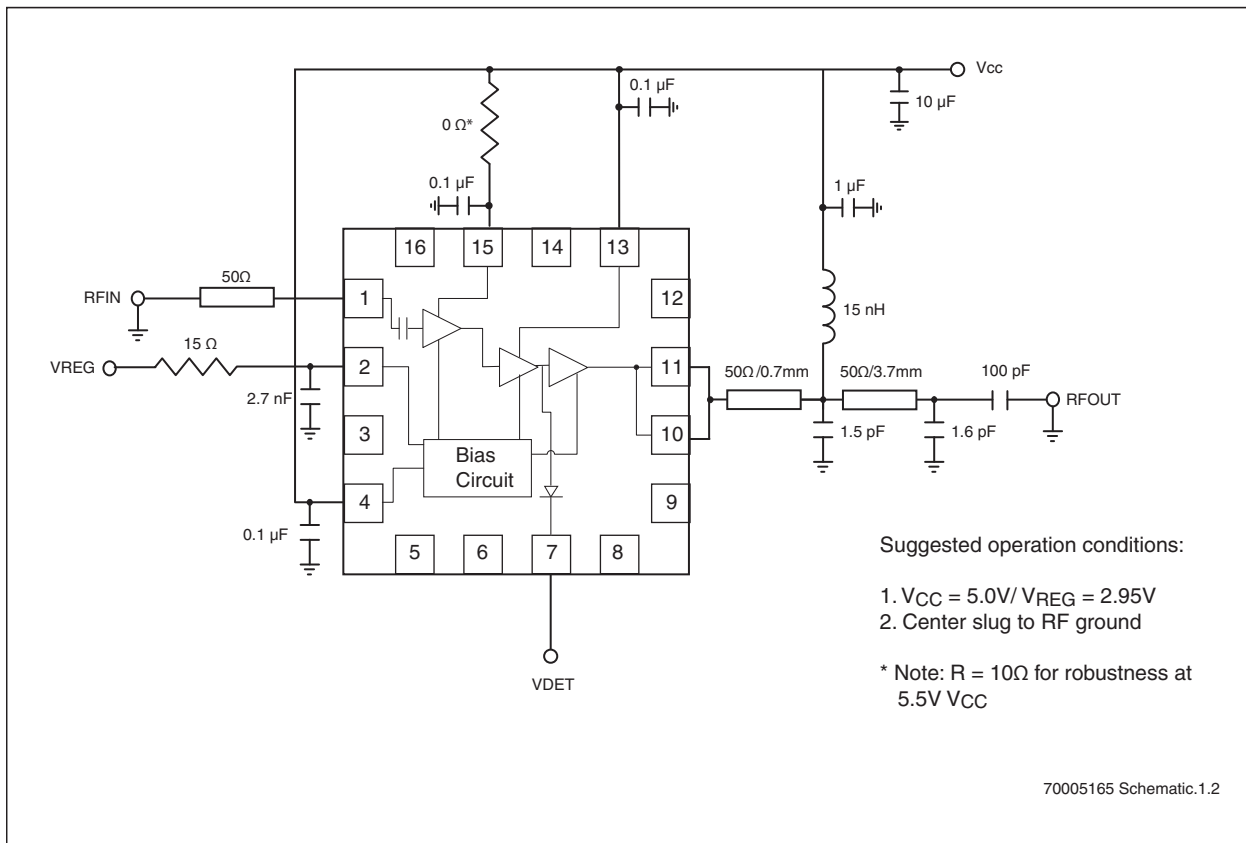 Vcc
0.1 µF
10 µF
0 Ω*
0.1 µF
1 µF
16
15
14
13
50Ω
RFIN
1
12
15 nH
15 Ω
VREG
2
11
50Ω/0.7mm
50Ω/3.7mm
100 pF
RFOUT
2.7 nF
3
10
1.5 pF
1.6 pF
Bias
Circuit
4
9
0.1 µF
5
6
7
8
VDET
Suggested operation conditions:
1. VCC = 5.0V/ VREG = 2.95V
2. Center slug to RF ground
* Note: R = 10Ω for robustness at
5.5V VCC
70005165 Schematic.1.2